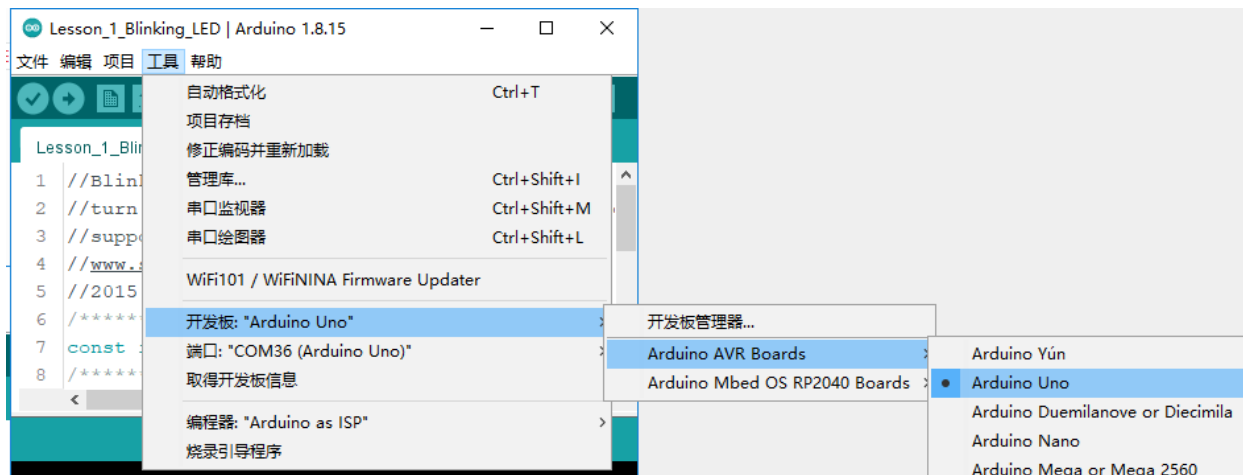 Lesson_1_Blinking_LED | Arduino 1.8.15
文件 编辑 项目 工具 帮助
自动格式化 Ctrl+T
项目存档
修正编码并重新加载
管理库... Ctrl+Shift+I
串口监视器 Ctrl+Shift+M
串口绘图器 Ctrl+Shift+L
WiFi101 / WiFiNINA Firmware Updater
开发板: "Arduino Uno"
端口: "COM36 (Arduino Uno)"
取得开发板信息
编程器: "Arduino as ISP"
烧录引导程序
Lesson_1_Blin
1 //Blin
2 //turn
3 //supp
4 //www.
5 //2015
6 /*****
7 const
8 /*****
开发板管理器...
Arduino AVR Boards
Arduino Mbed OS RP2040 Boards
Arduino Yún
Arduino Uno
Arduino Duemilanove or Diecimila
Arduino Nano
Arduino Mega or Mega 2560